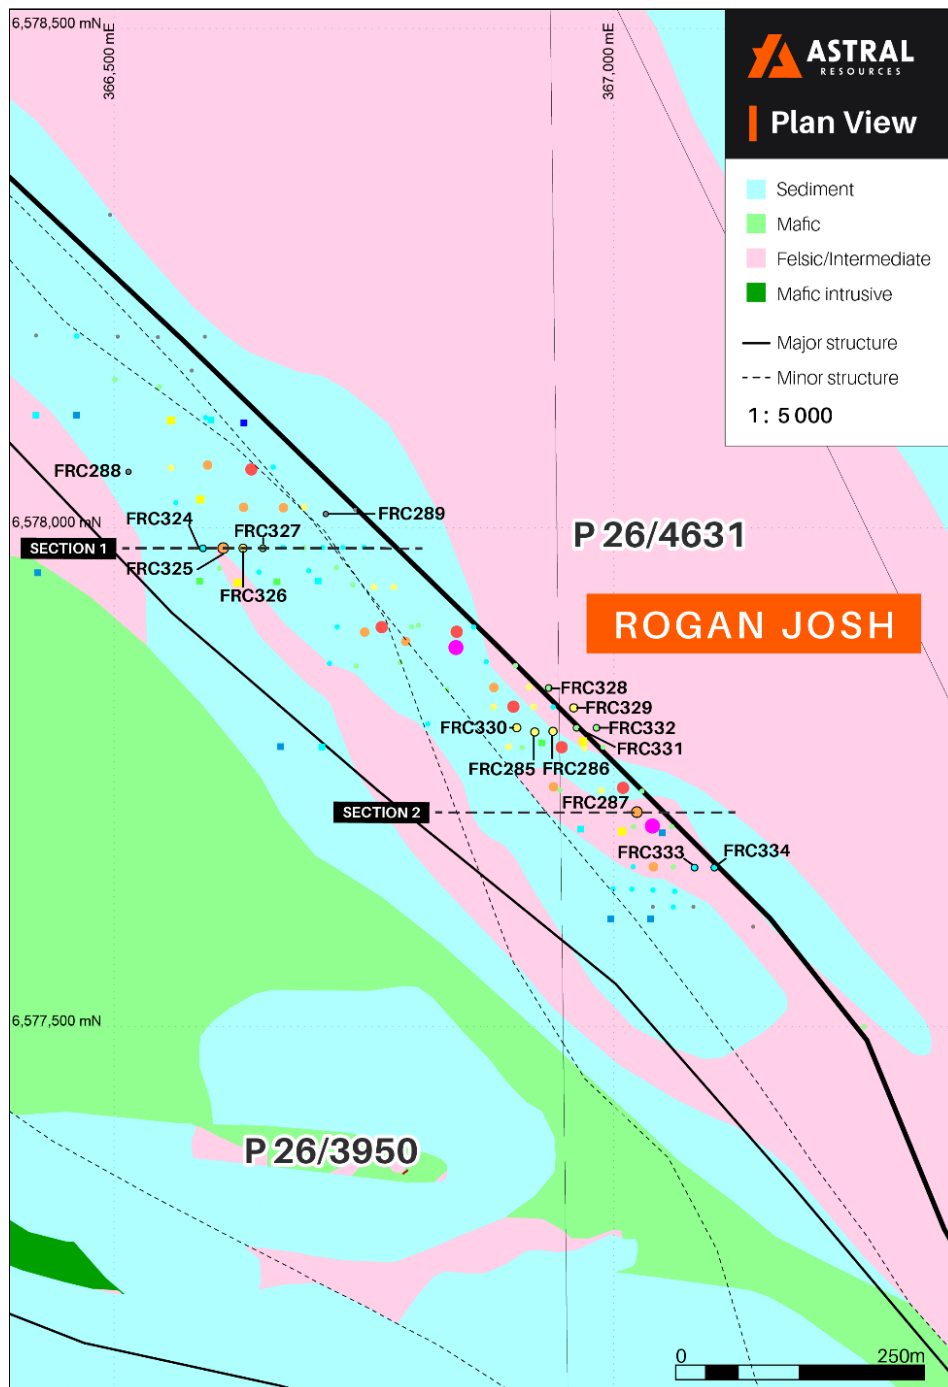 6,578,500 mN
366,500 mE
367,000 mE
ASTRAL
RESOURCES
Plan View
Sediment
Mafic
Felsic/Intermediate
Mafic intrusive
Major structure
Minor structure
1: 5 000
FRC288
FRC289
6,578,000 mN
FRC324
FRC327
P 26/4631
SECTION 1
FRC325
FRC326
ROGAN JOSH
FRC328
FRC329
FRC330
FRC332
FRC331
FRC285
FRC286
FRC287
SECTION 2
FRC333
FRC334
6,577,500 mN
P 26/3950
0
250m